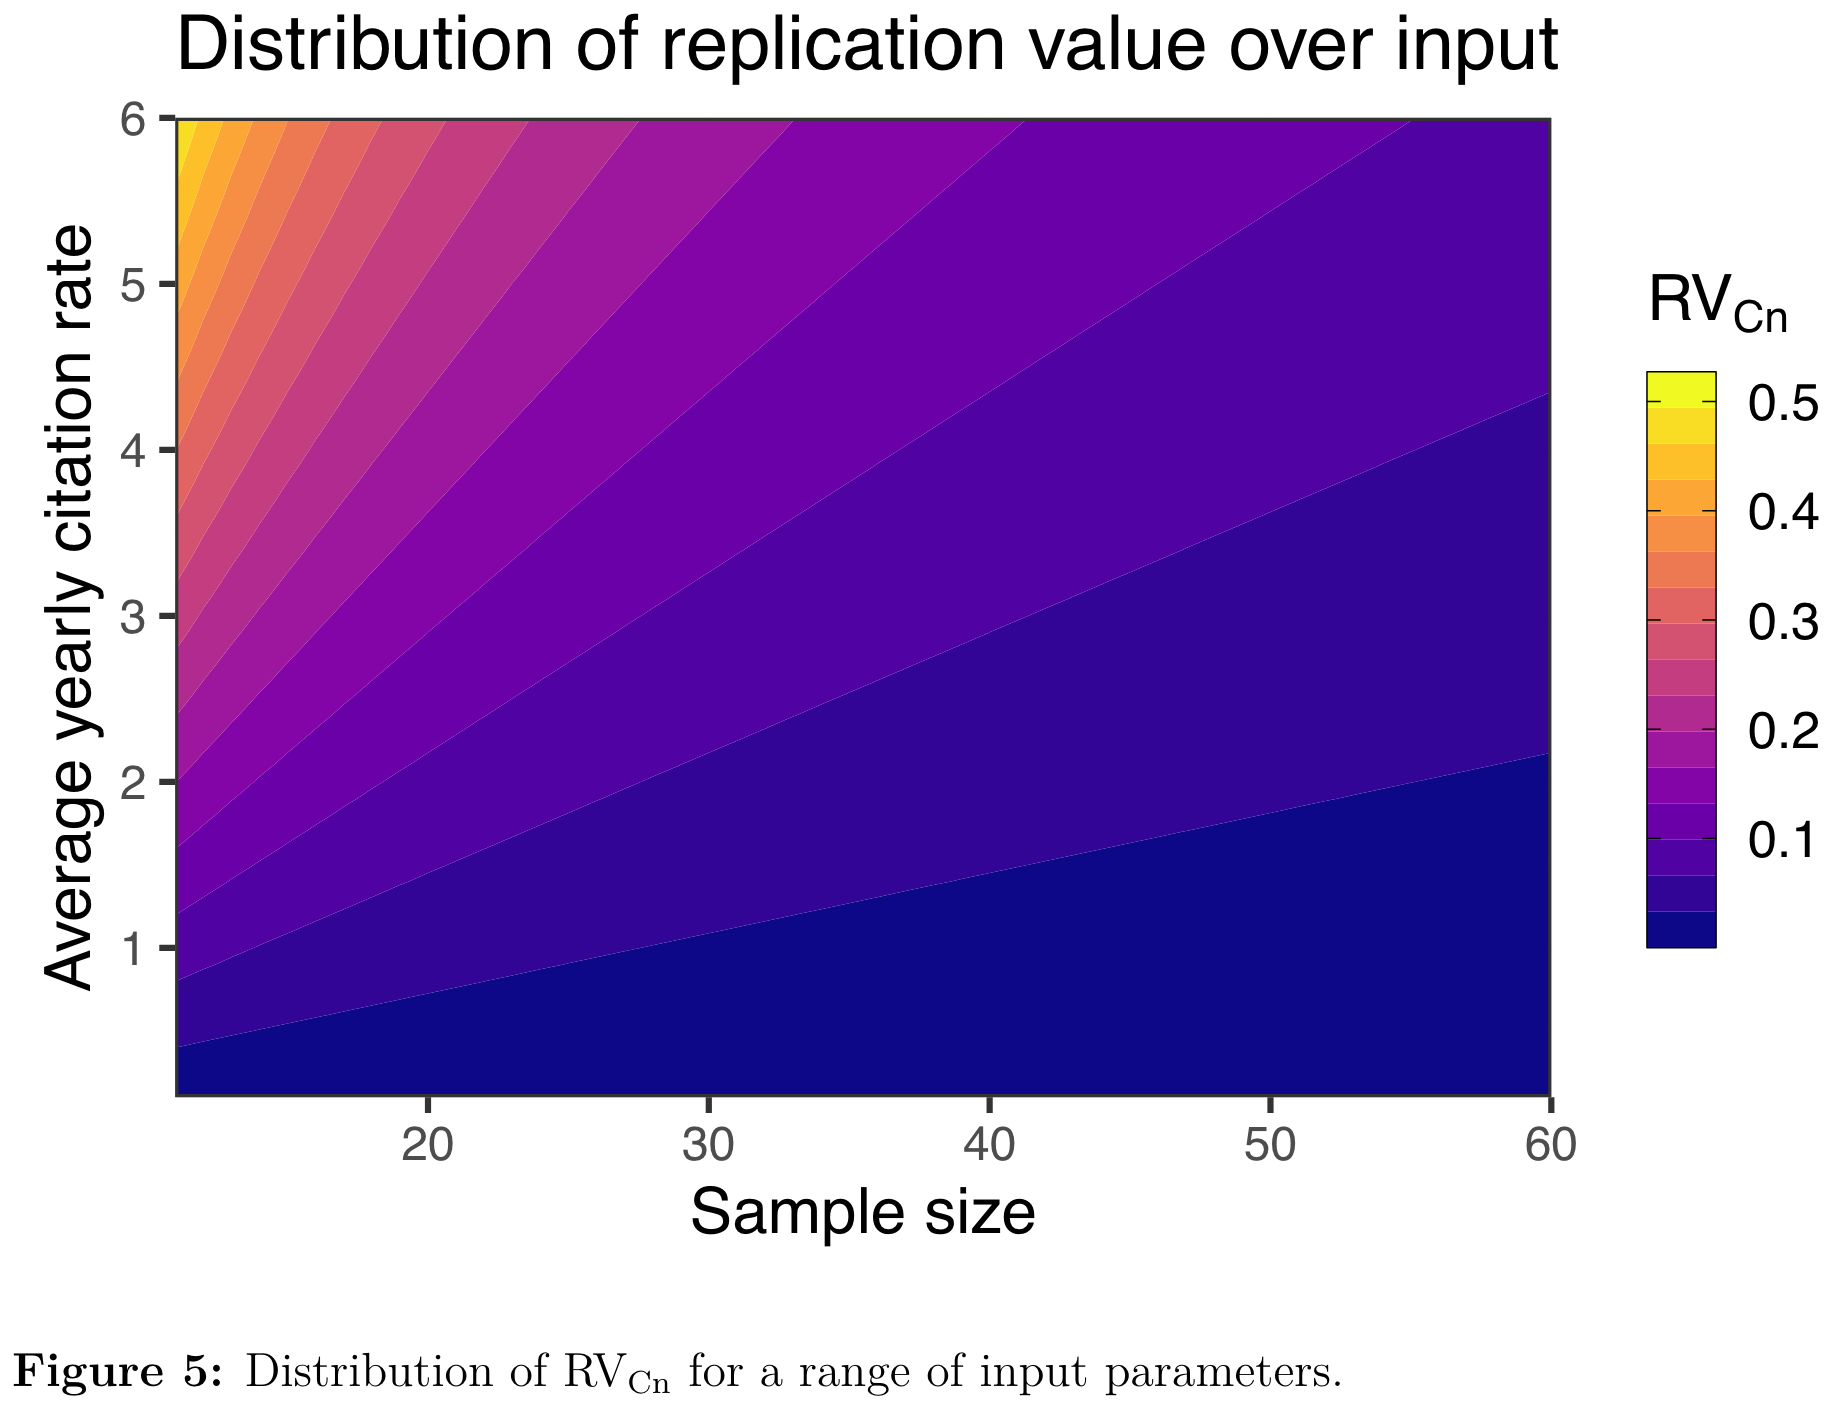 Distribution of replication value over input
6
5
4
3
2
1
Average yearly citation rate
20 30 40 50 60
Sample size
RV_Cn
0.5
0.4
0.3
0.2
0.1
Figure 5: Distribution of RV_Cn for a range of input parameters.